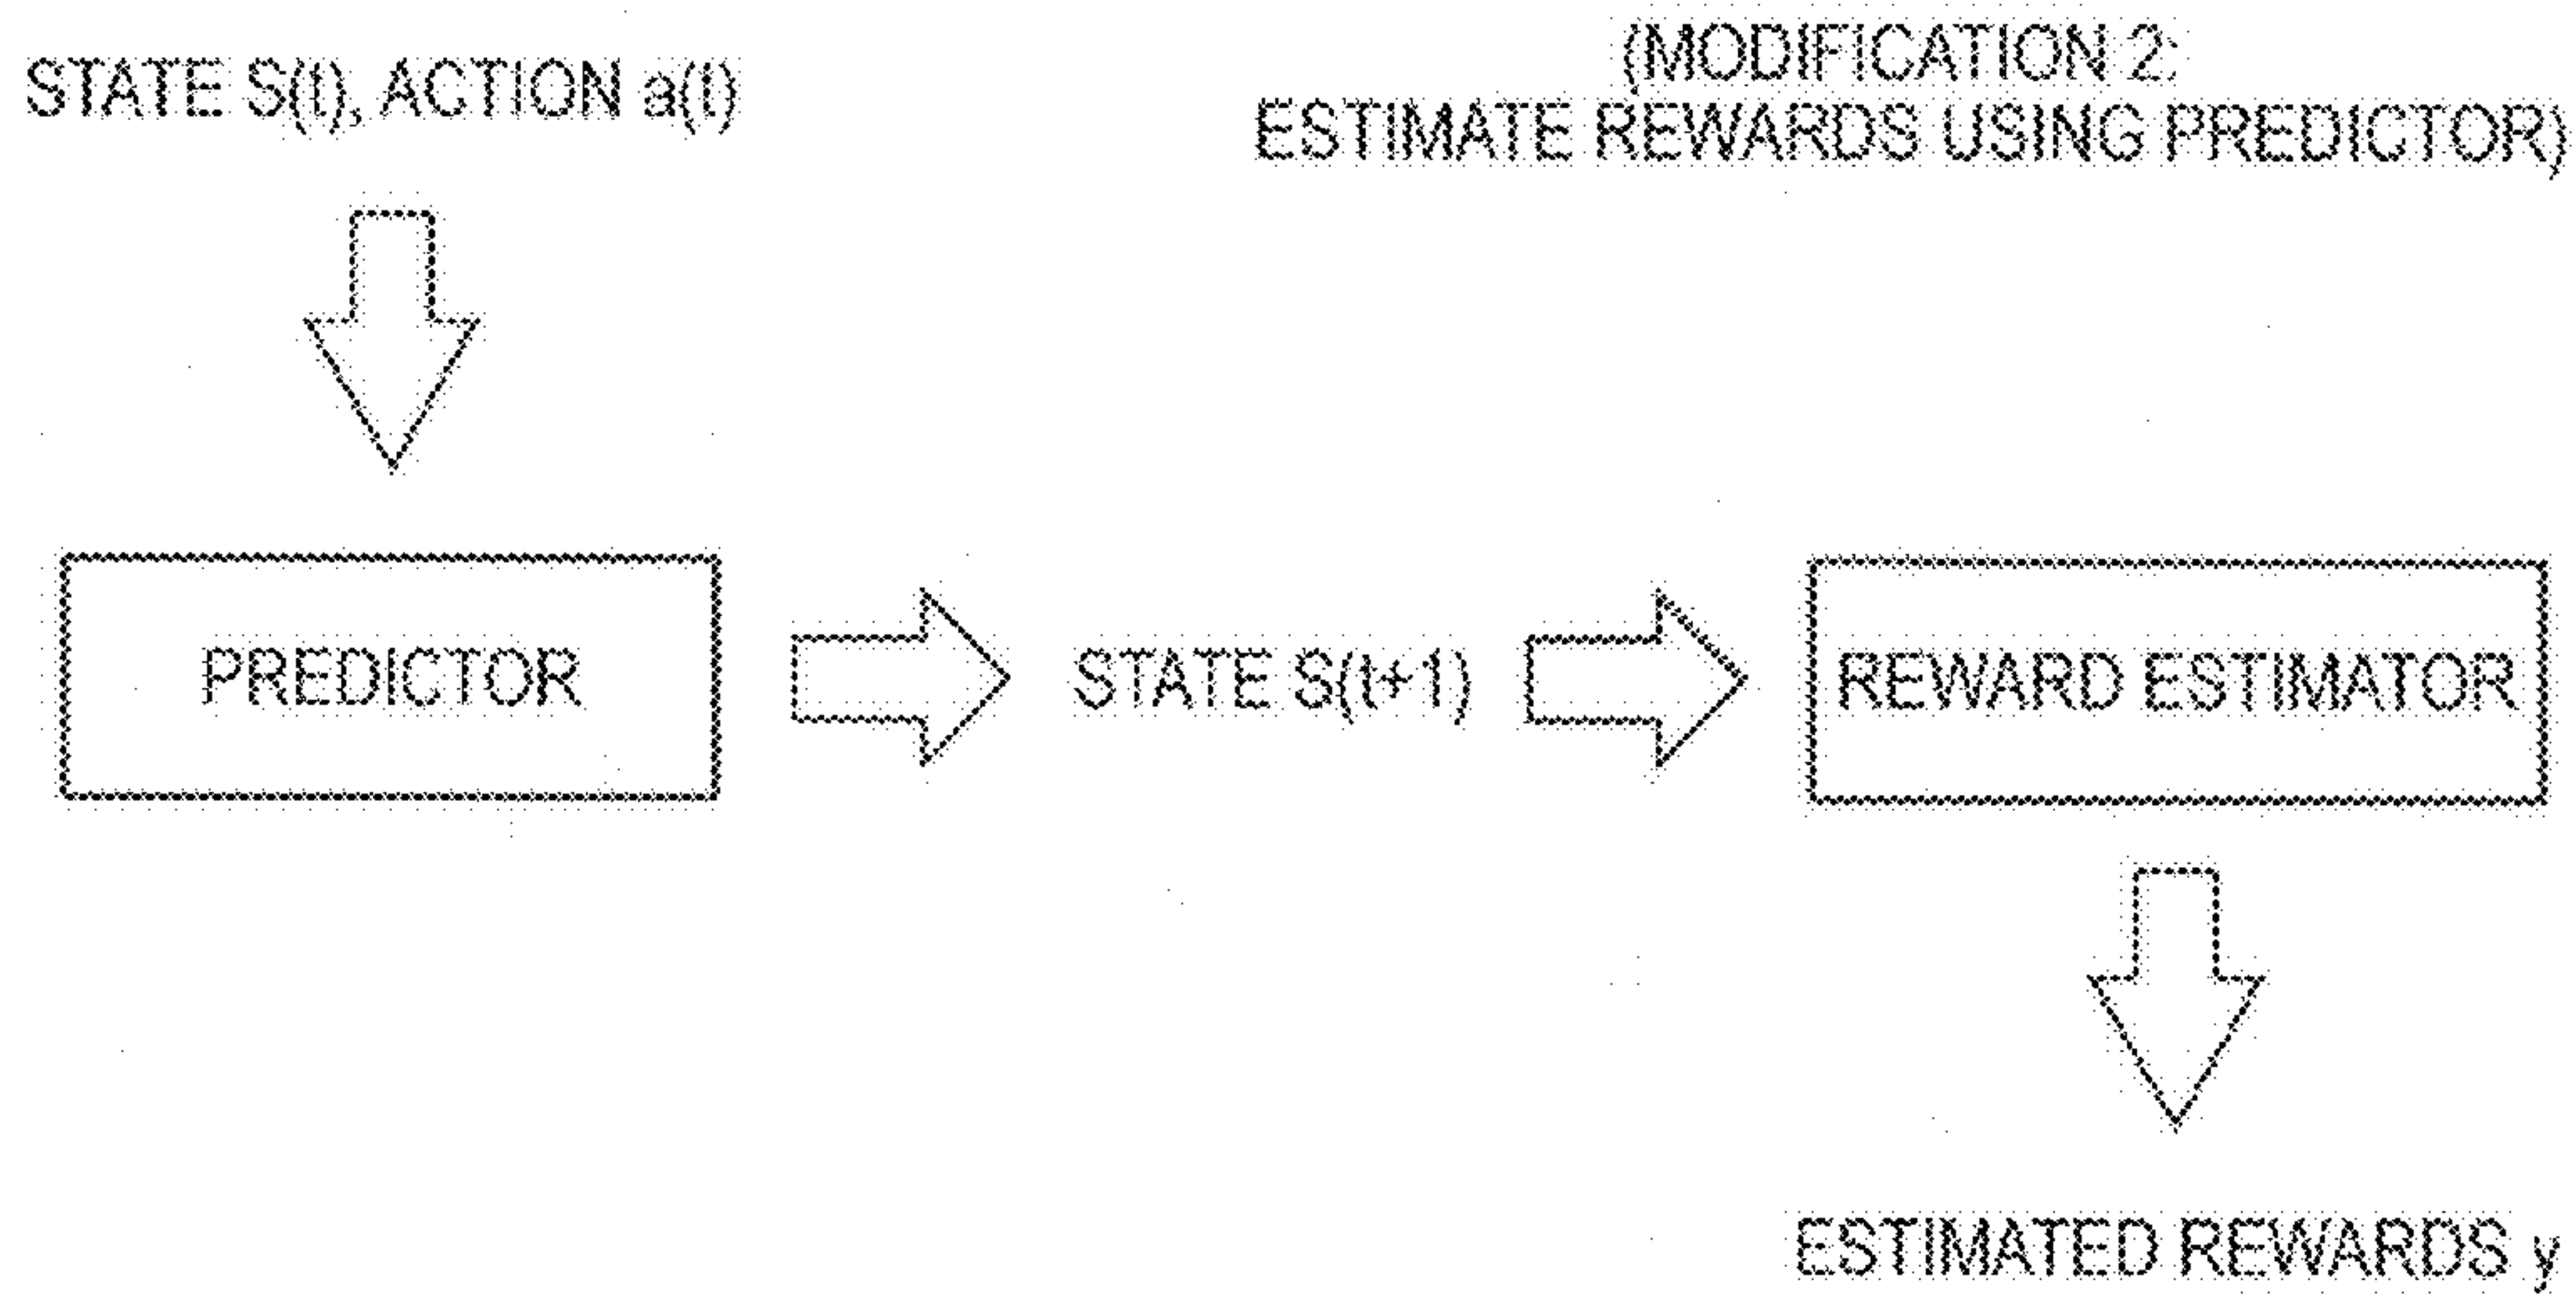 STATE S(t), ACTION a(t)
(MODIFICATION 2:
ESTIMATE REWARDS USING PREDICTOR)
PREDICTOR
STATE S(t+1)
REWARD ESTIMATOR
ESTIMATED REWARDS y